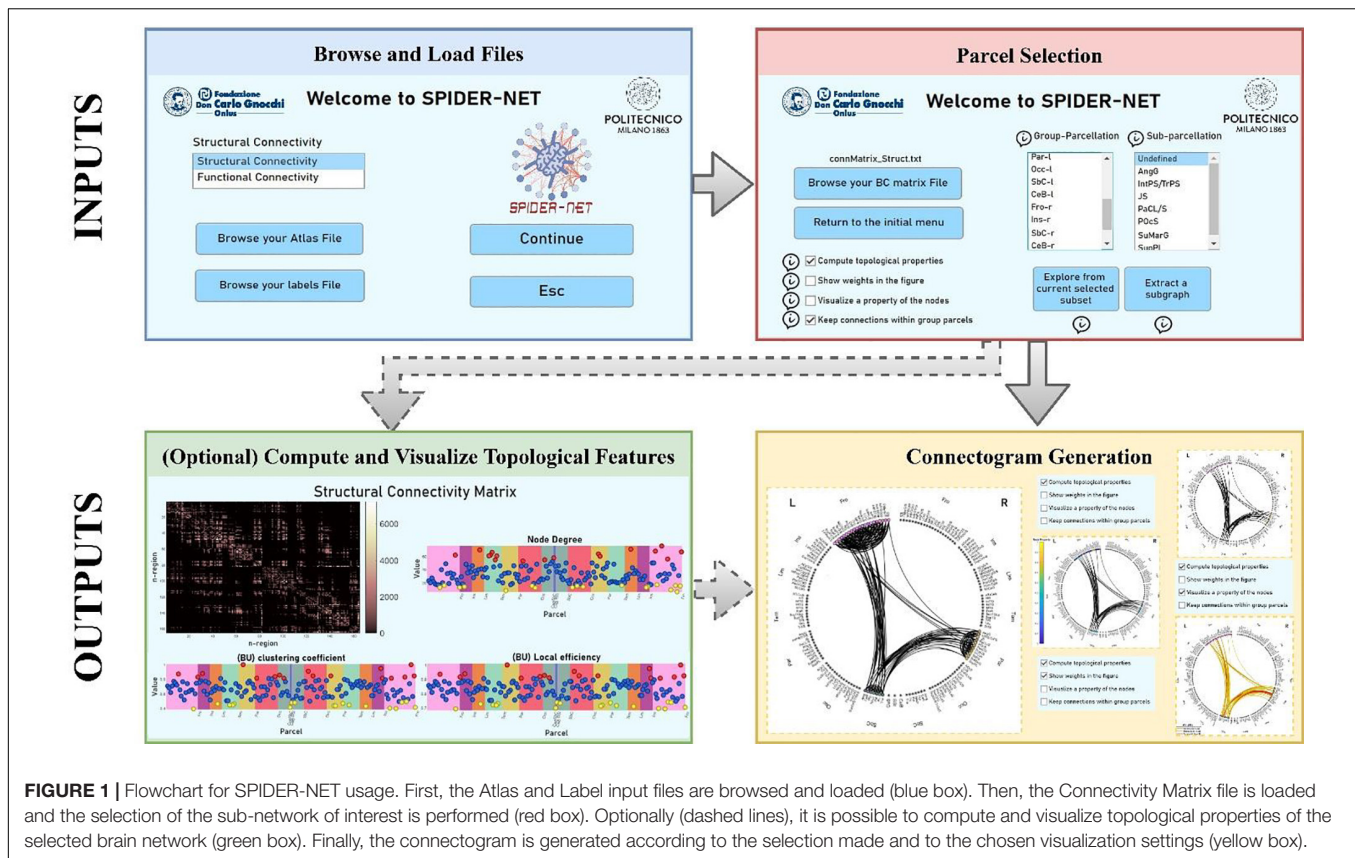 INPUTS
Browse and Load Files
Fondazione
Don Carlo Gnocchi
Onlus
Welcome to SPIDER-NET
POLITECNICO
MILANO 1863
Structural Connectivity
Structural Connectivity
Functional Connectivity
SPIDER-NET
Browse your Atlas File
Continue
Browse your labels File
Esc
Parcel Selection
Fondazione
Don Carlo Gnocchi
Onlus
Welcome to SPIDER-NET
POLITECNICO
MILANO 1863
Group-Parcellation
Sub-parcellation
connMatrix_Struct.txt
Browse your BC matrix File
Return to the initial menu
Par-l
Occ-l
SbC-l
CeB-l
Fro-r
Ins-r
SbC-r
CeB-r
Undefined
AngG
IntPS/TrPS
JS
PaCL/S
POcS
SuMarG
Compute topological properties
Show weights in the figure
Visualize a property of the nodes
Keep connections within group parcels
Explore from
current selected
subset
Extract a
subgraph
OUTPUTS
(Optional) Compute and Visualize Topological Features
Structural Connectivity Matrix
n-region
n-region
6000
4000
2000
0
Node Degree
Value
Parcel
(BU) clustering coefficient
Value
Parcel
(BU) Local efficiency
Parcel
Connectogram Generation
L
R
Compute topological properties
Show weights in the figure
Visualize a property of the nodes
Keep connections within group parcels
L
R
L
R
Compute topological properties
Show weights in the figure
Visualize a property of the nodes
Keep connections within group parcels
Compute topological properties
Show weights in the figure
Visualize a property of the nodes
Keep connections within group parcels
L
R
FIGURE 1 | Flowchart for SPIDER-NET usage. First, the Atlas and Label input files are browsed and loaded (blue box). Then, the Connectivity Matrix file is loaded
and the selection of the sub-network of interest is performed (red box). Optionally (dashed lines), it is possible to compute and visualize topological properties of the
selected brain network (green box). Finally, the connectogram is generated according to the selection made and to the chosen visualization settings (yellow box).